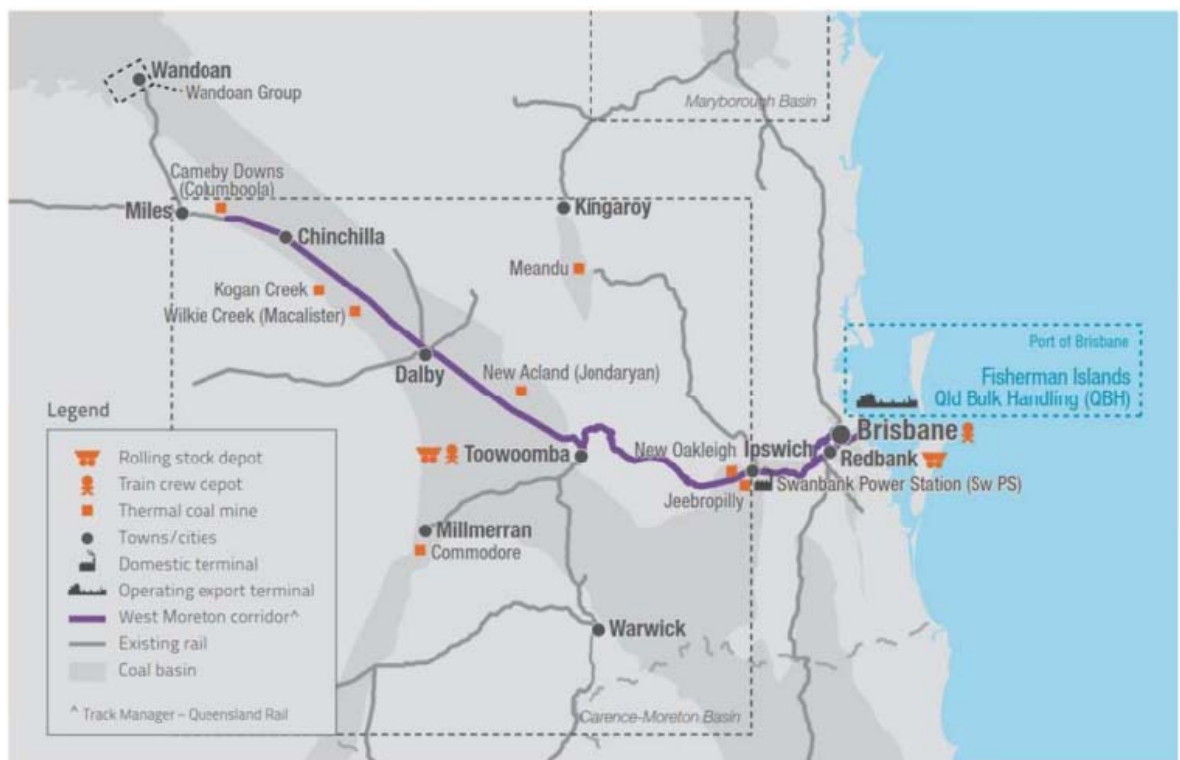 Wandoan
Wandoan Group
Maryborough Basin
Cameby Downs
(Columboola)
Miles
Chinchilla
Kingaroy
Meandu
Kogan Creek
Wilkie Creek (Macalister)
Dalby
New Acland (Jondaryan)
Port of Brisbane
Fisherman Islands
Qld Bulk Handling (QBH)
Brisbane
Toowoomba
New Oakleigh
Ipswich
Redbank
Swanbank Power Station (Sw PS)
Jeebropilly
Millmerran
Commodore
Warwick
Carence-Moreton Basin
Legend
Rolling stock depot
Train crew depot
Thermal coal mine
Towns/cities
Domestic terminal
Operating export terminal
West Moreton corridor^
Existing rail
Coal basin
^ Track Manager – Queensland Rail